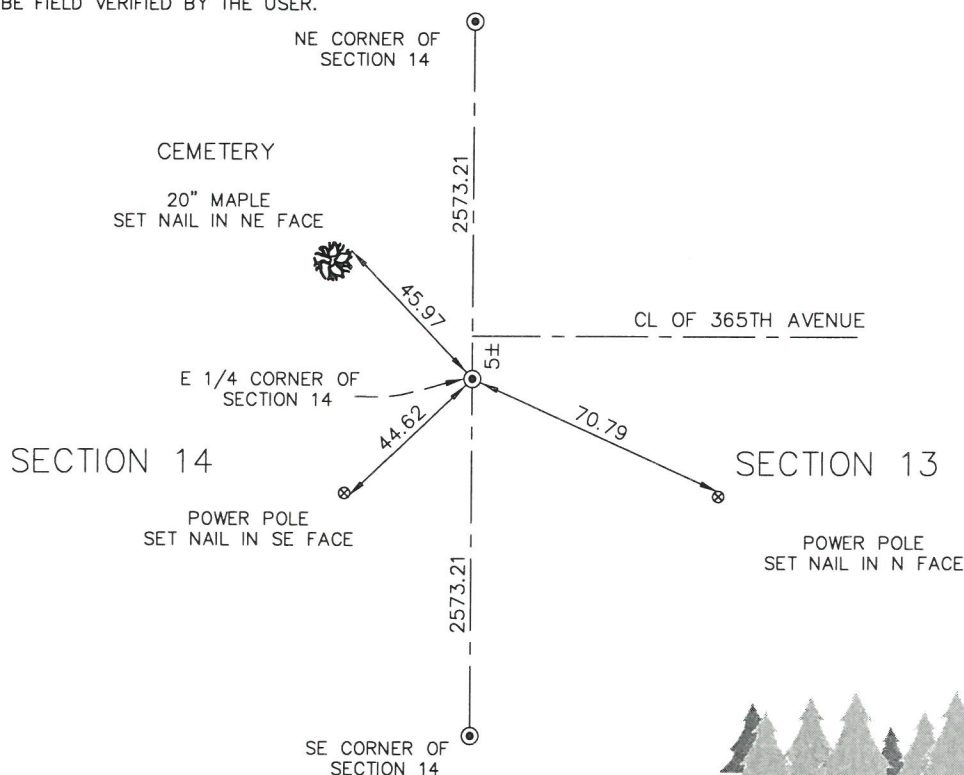 BE FIELD VERIFIED BY THE USER.
NE CORNER OF
SECTION 14
2573.21
CEMETERY
20" MAPLE
SET NAIL IN NE FACE
45.97
CL OF 365TH AVENUE
5±
E 1/4 CORNER OF
SECTION 14
44.62
70.79
SECTION 14
SECTION 13
POWER POLE
SET NAIL IN SE FACE
POWER POLE
SET NAIL IN N FACE
2573.21
SE CORNER OF
SECTION 14